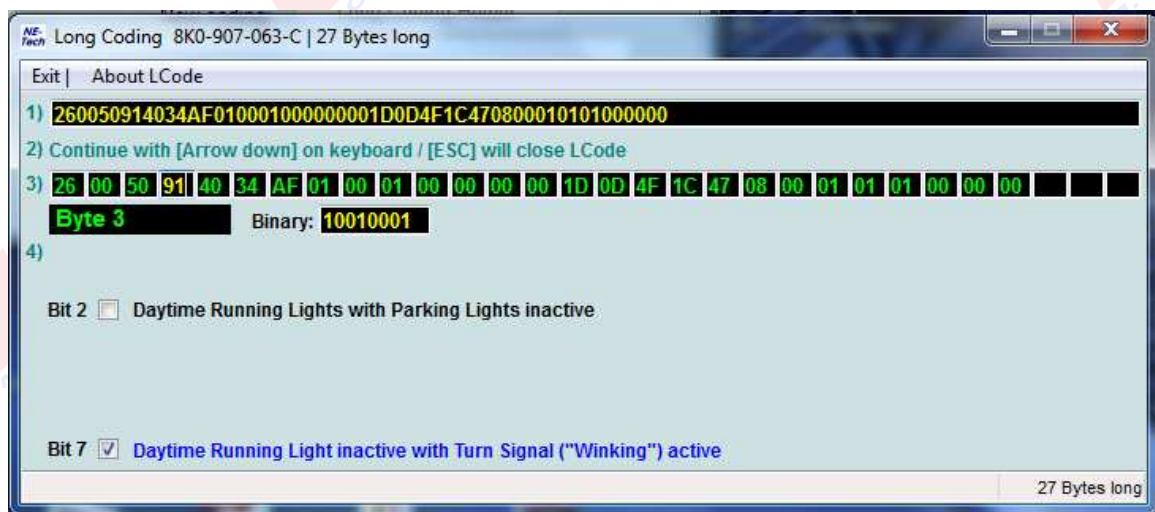 NE-Tech Long Coding 8K0-907-063-C | 27 Bytes long
Exit | About LCode
1) 260050914034AF010001000000001D0D4F1C470800010101000000
2) Continue with [Arrow down] on keyboard / [ESC] will close LCode
3) 26 00 50 91 40 34 AF 01 00 01 00 00 00 00 1D 0D 4F 1C 47 08 00 01 01 01 00 00 00
Byte 3 Binary: 10010001
4)
Bit 2 Daytime Running Lights with Parking Lights inactive
Bit 7 Daytime Running Light inactive with Turn Signal ("Winking") active
27 Bytes long